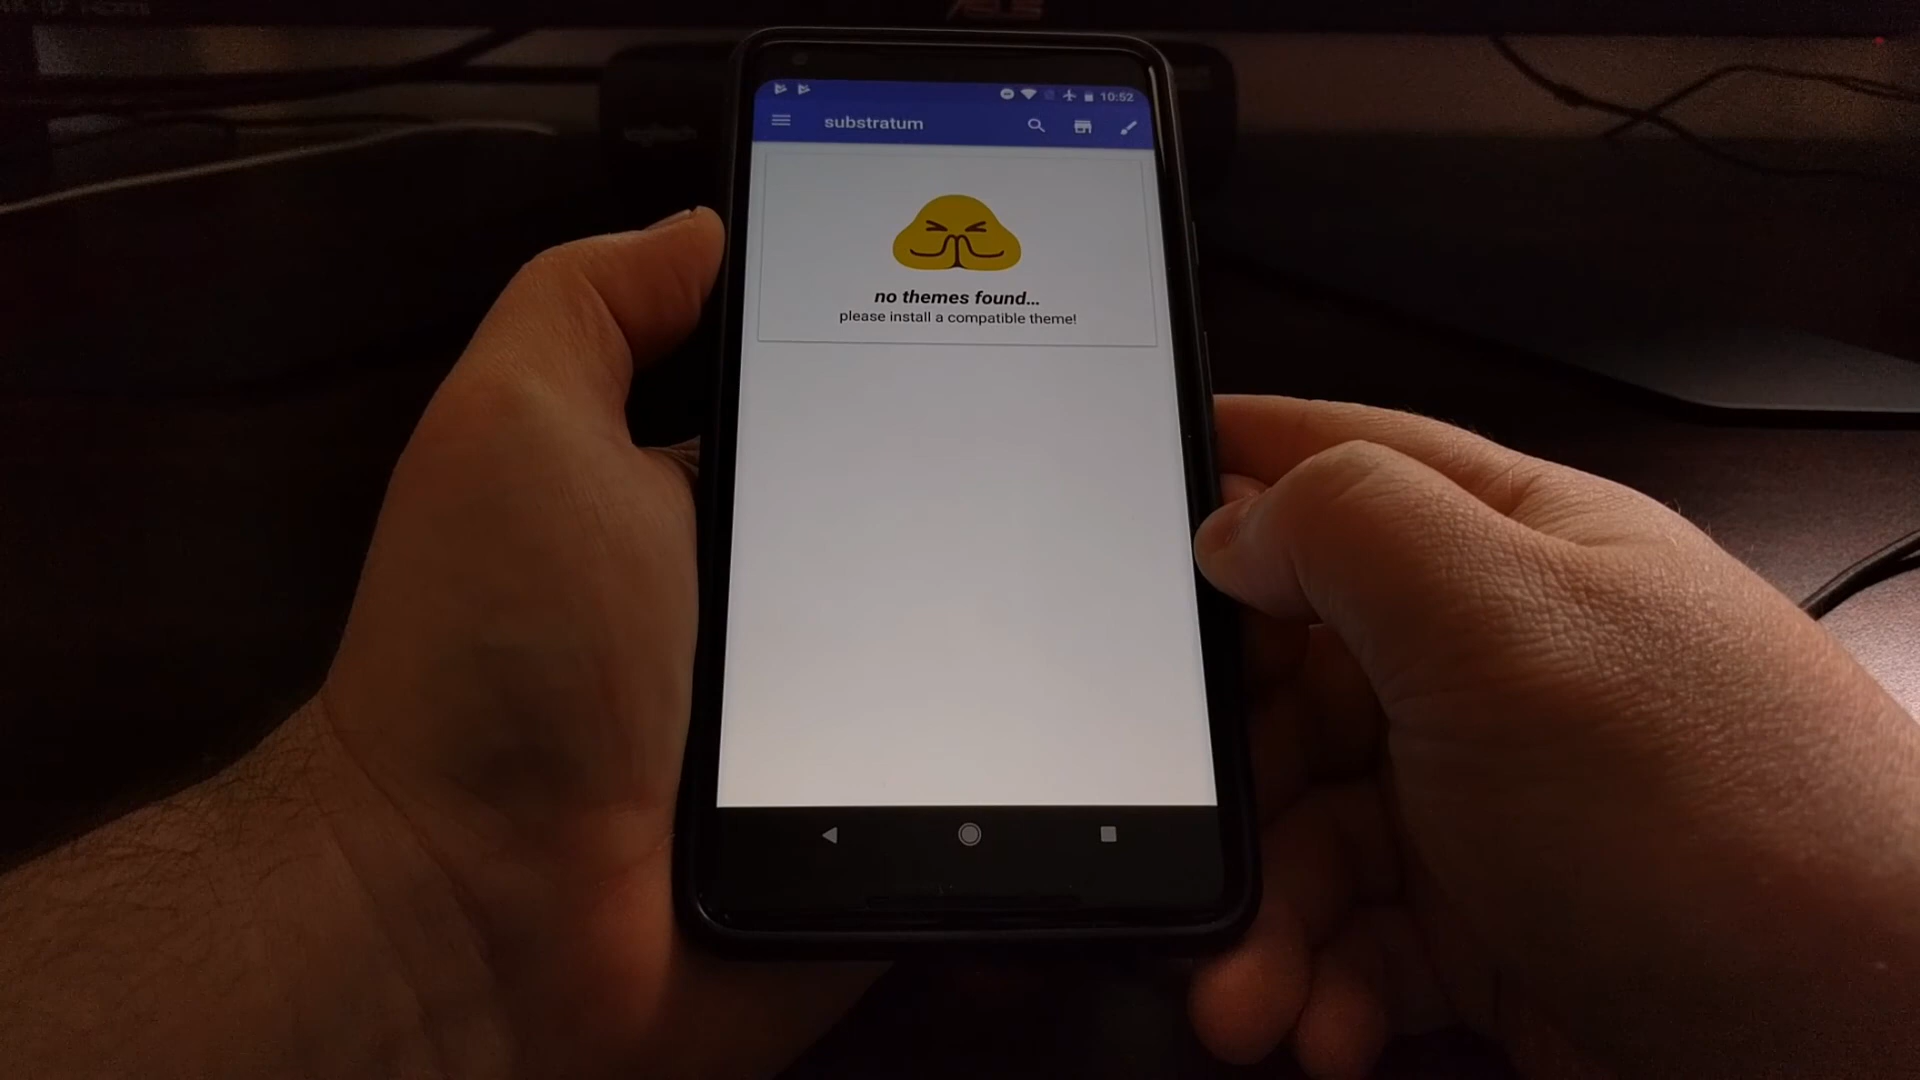 10:52
substratum
no themes found...
please install a compatible theme!